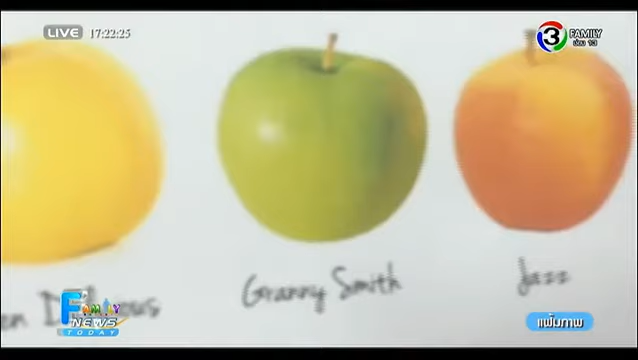 LIVE 17:22:25
3 FAMILY
ช่อง 13
Granny Smith
Jazz
FAMILY
NEWS
TODAY
แฟ้มภาพ